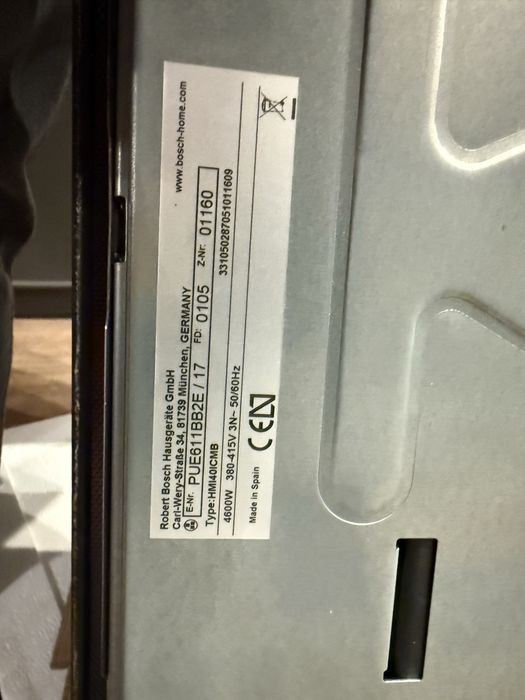 Robert Bosch Hausgeräte GmbH
Carl-Wery-Straße 34, 81739 München, GERMANY
www.bosch-home.com
E-Nr. PUE611BB2E / 17 FD: 0105 Z-Nr: 01160
Type:HMI40ICMB
331050287051011609
4600W 380-415V 3N~ 50/60Hz
Made in Spain
CE N